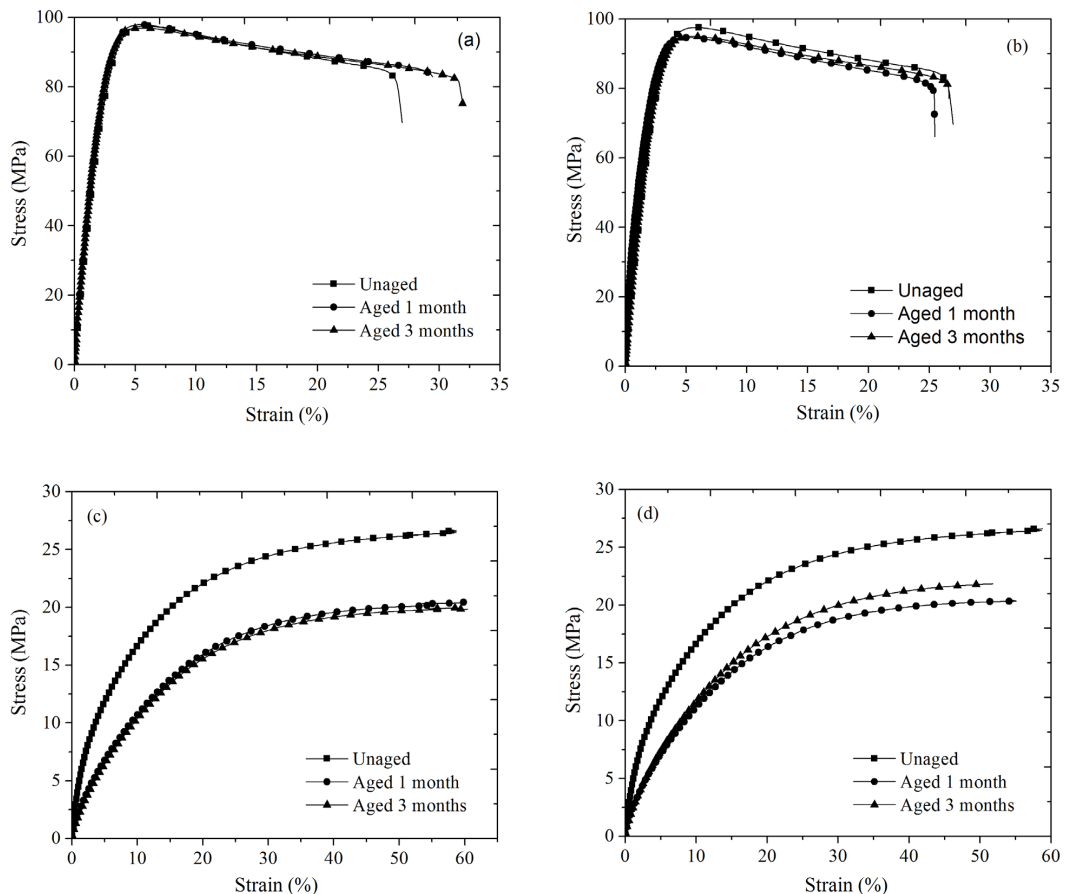 (a)
Stress (MPa)
100
80
60
40
20
0
Unaged
Aged 1 month
Aged 3 months
0 5 10 15 20 25 30 35
Strain (%)
(b)
Stress (MPa)
100
80
60
40
20
0
Unaged
Aged 1 month
Aged 3 months
0 5 10 15 20 25 30 35
Strain (%)
(c)
Stress (MPa)
30
25
20
15
10
5
0
Unaged
Aged 1 month
Aged 3 months
0 10 20 30 40 50 60
Strain (%)
(d)
Stress (MPa)
30
25
20
15
10
5
0
Unaged
Aged 1 month
Aged 3 months
0 10 20 30 40 50 60
Strain (%)